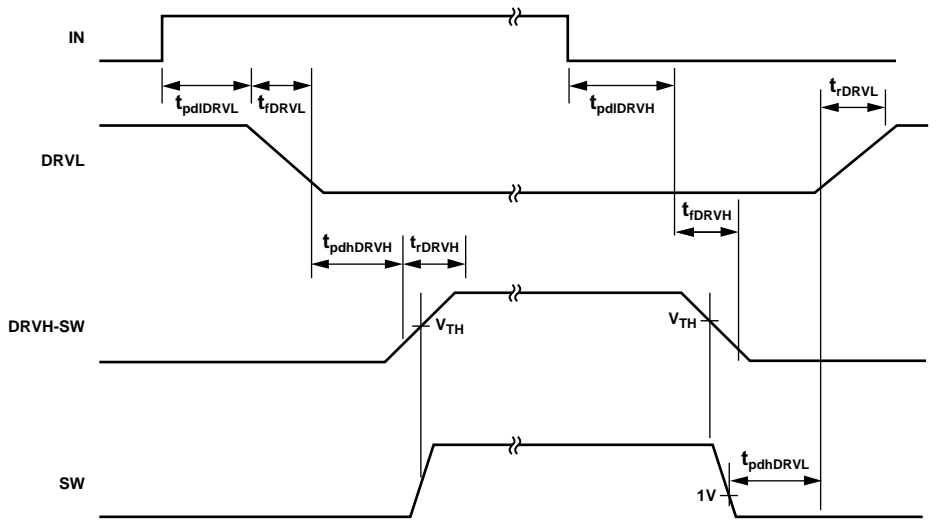 IN
tpdlDRVL
tfDRVL
tpdlDRVH
trDRVL
DRVL
tfDRVH
tpdhDRVH
trDRVH
DRVH-SW
VTH
VTH
tpdhDRVL
SW
1V